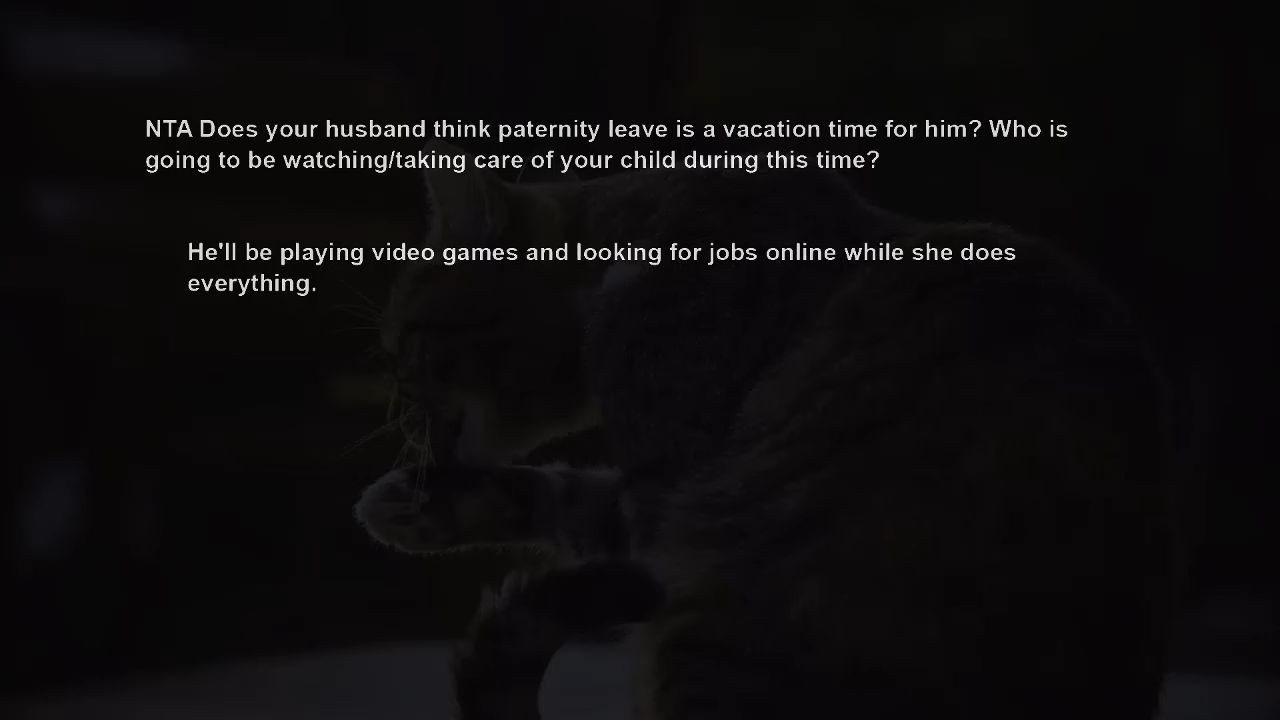 NTA Does your husband think paternity leave is a vacation time for him? Who is
going to be watching/taking care of your child during this time?
He'll be playing video games and looking for jobs online while she does
everything.